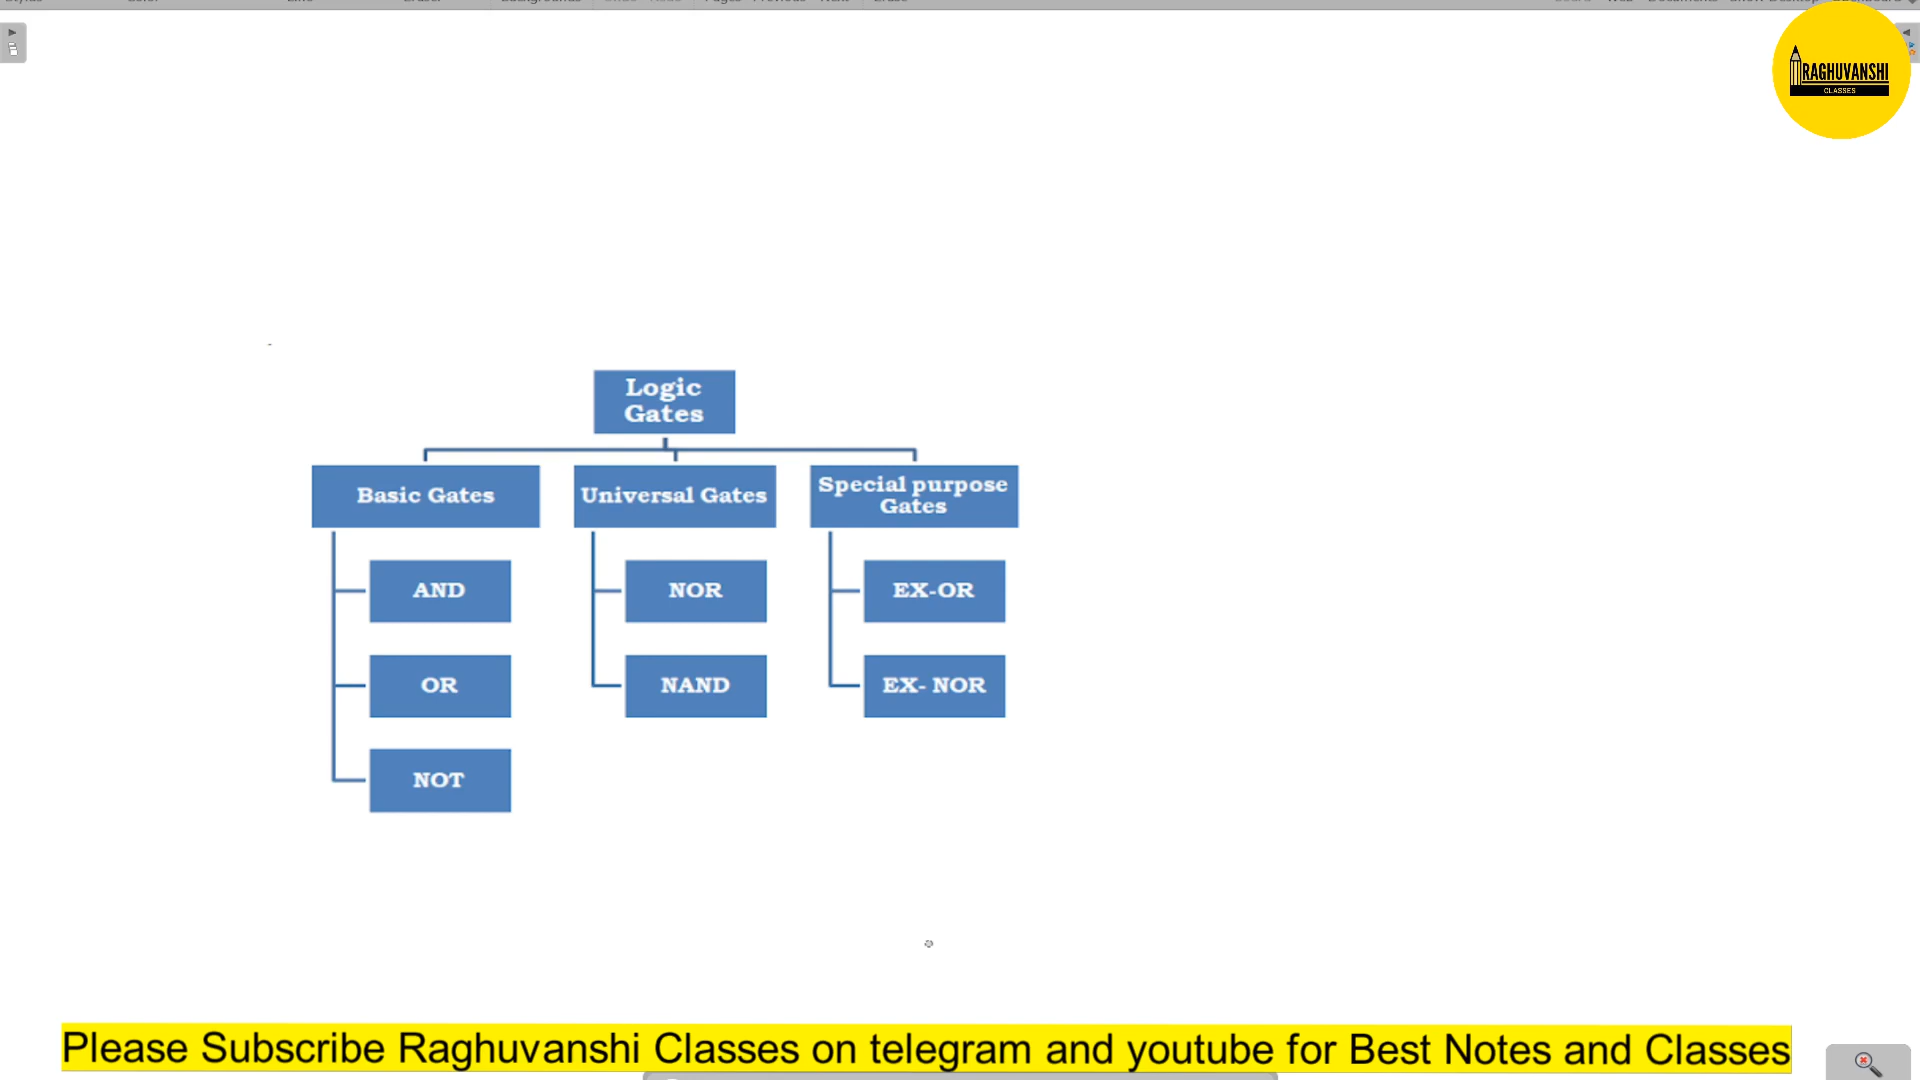 RAGHUVANSHI
CLASSES
Logic
Gates
Basic Gates
Universal Gates
Special purpose
Gates
AND
NOR
EX-OR
OR
NAND
EX- NOR
NOT
Please Subscribe Raghuvanshi Classes on telegram and youtube for Best Notes and Classes